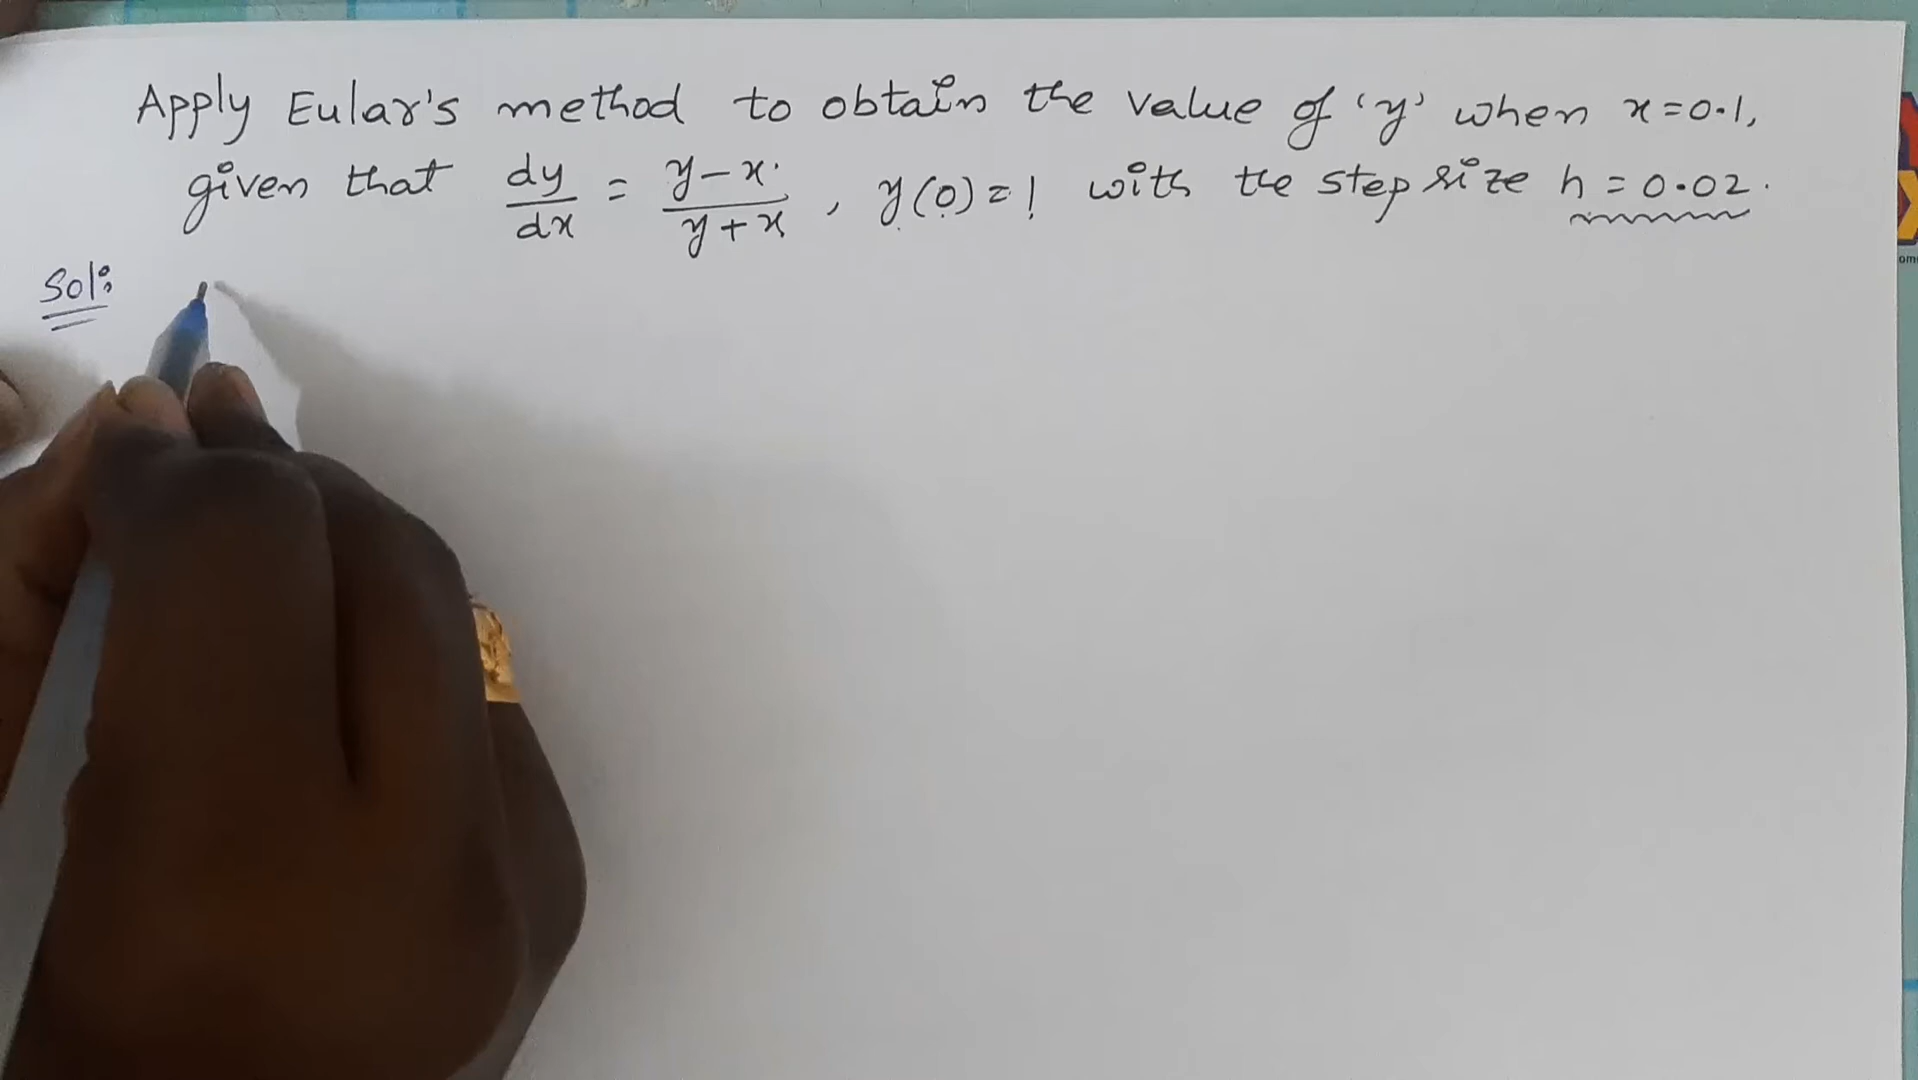 Apply Eular's method to obtain the value of 'y' when x=0.1,
given that dy/dx = y-x/y+x, y(0)=1 with the step size h=0.02.
Sol:
om